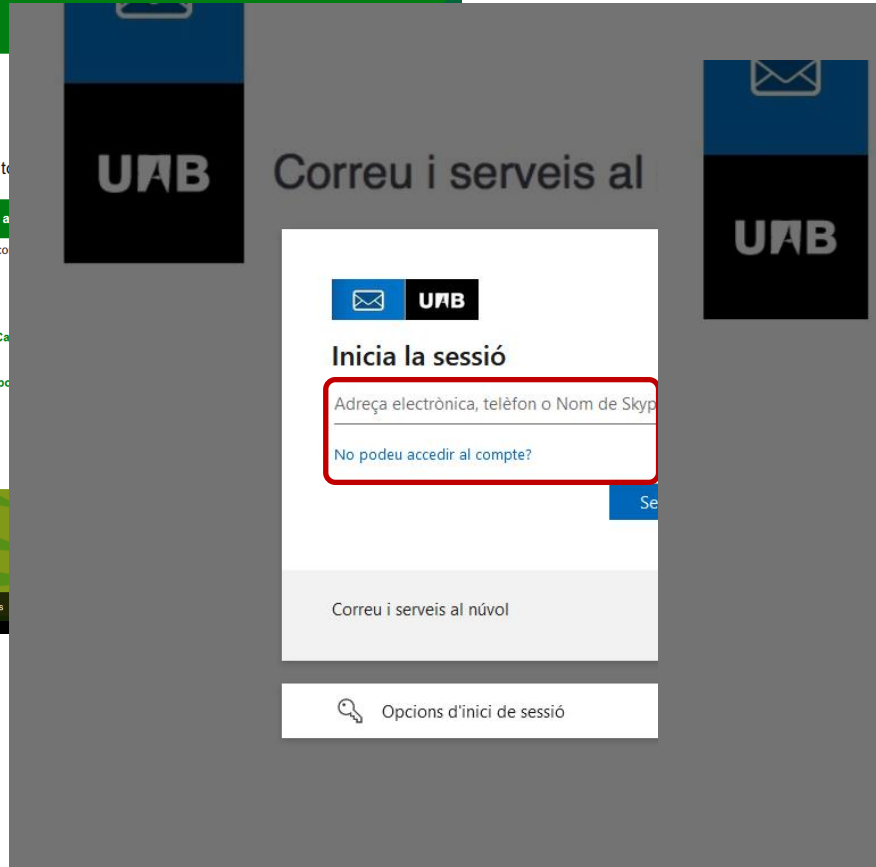 UAB
Correu i serveis al
UAB
UAB
Inicia la sessió
Adreça electrònica, telèfon o Nom de Skyp
No podeu accedir al compte?
Se
Correu i serveis al núvol
Opcions d'inici de sessió